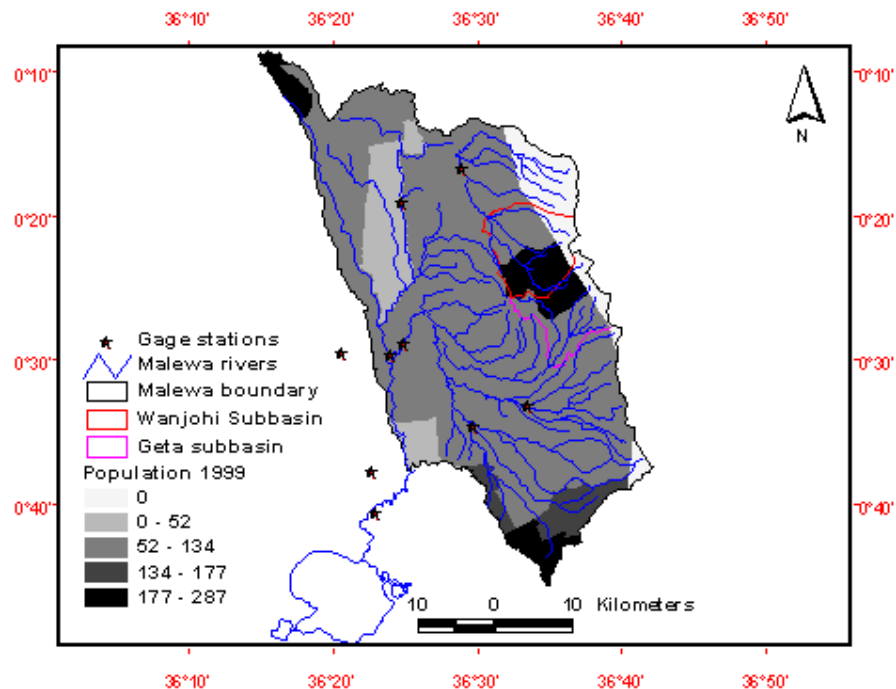 36°10' 36°20' 36°30' 36°40' 36°50'
0°10' 0°10'
N
0°20' 0°20'
Gage stations
0°30' 0°30'
Malewa rivers
Malewa boundary
Wanjohi Subbasin
Geta subbasin
Population 1999
0
0 - 52
52 - 134
134 - 177
177 - 287
0°40' 0°40'
10 0 10 Kilometers
36°10' 36°20' 36°30' 36°40' 36°50'